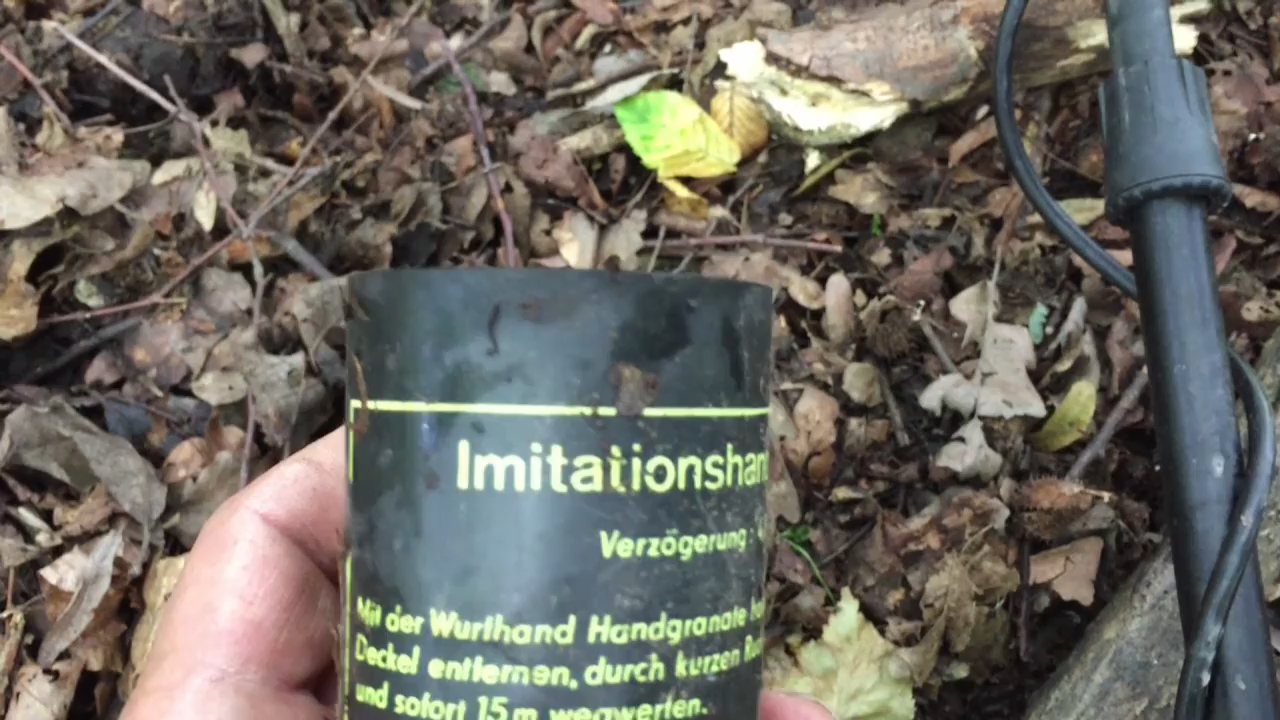 Imitationshan
Verzögerung:
Mit der Wurfhand Handgranate
Deckel entfernen, durch kurzen
und sofort 15 m wegwerfen.